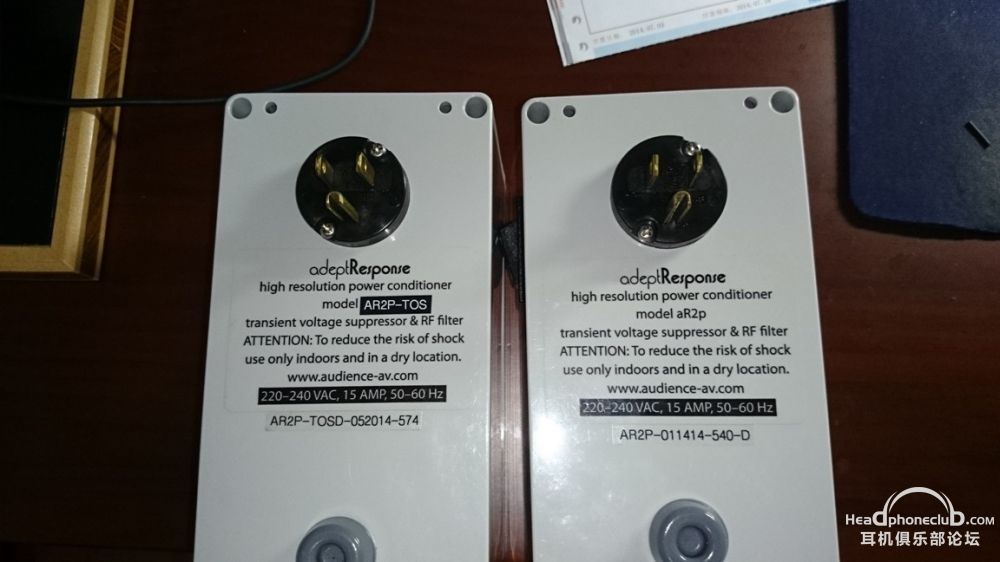 2014.07.10
adeptResponse
high resolution power conditioner
model AR2P-TOS
transient voltage suppressor & RF filter
ATTENTION: To reduce the risk of shock
use only indoors and in a dry location.
www.audience-av.com
220-240 VAC, 15 AMP, 50-60 Hz
AR2P-TOSD-052014-574
adeptResponse
high resolution power conditioner
model aR2p
transient voltage suppressor & RF filter
ATTENTION: To reduce the risk of shock
use only indoors and in a dry location.
www.audience-av.com
220-240 VAC, 15 AMP, 50-60 Hz
AR2P-011414-540-D
Headphoneclub.com
耳机俱乐部论坛